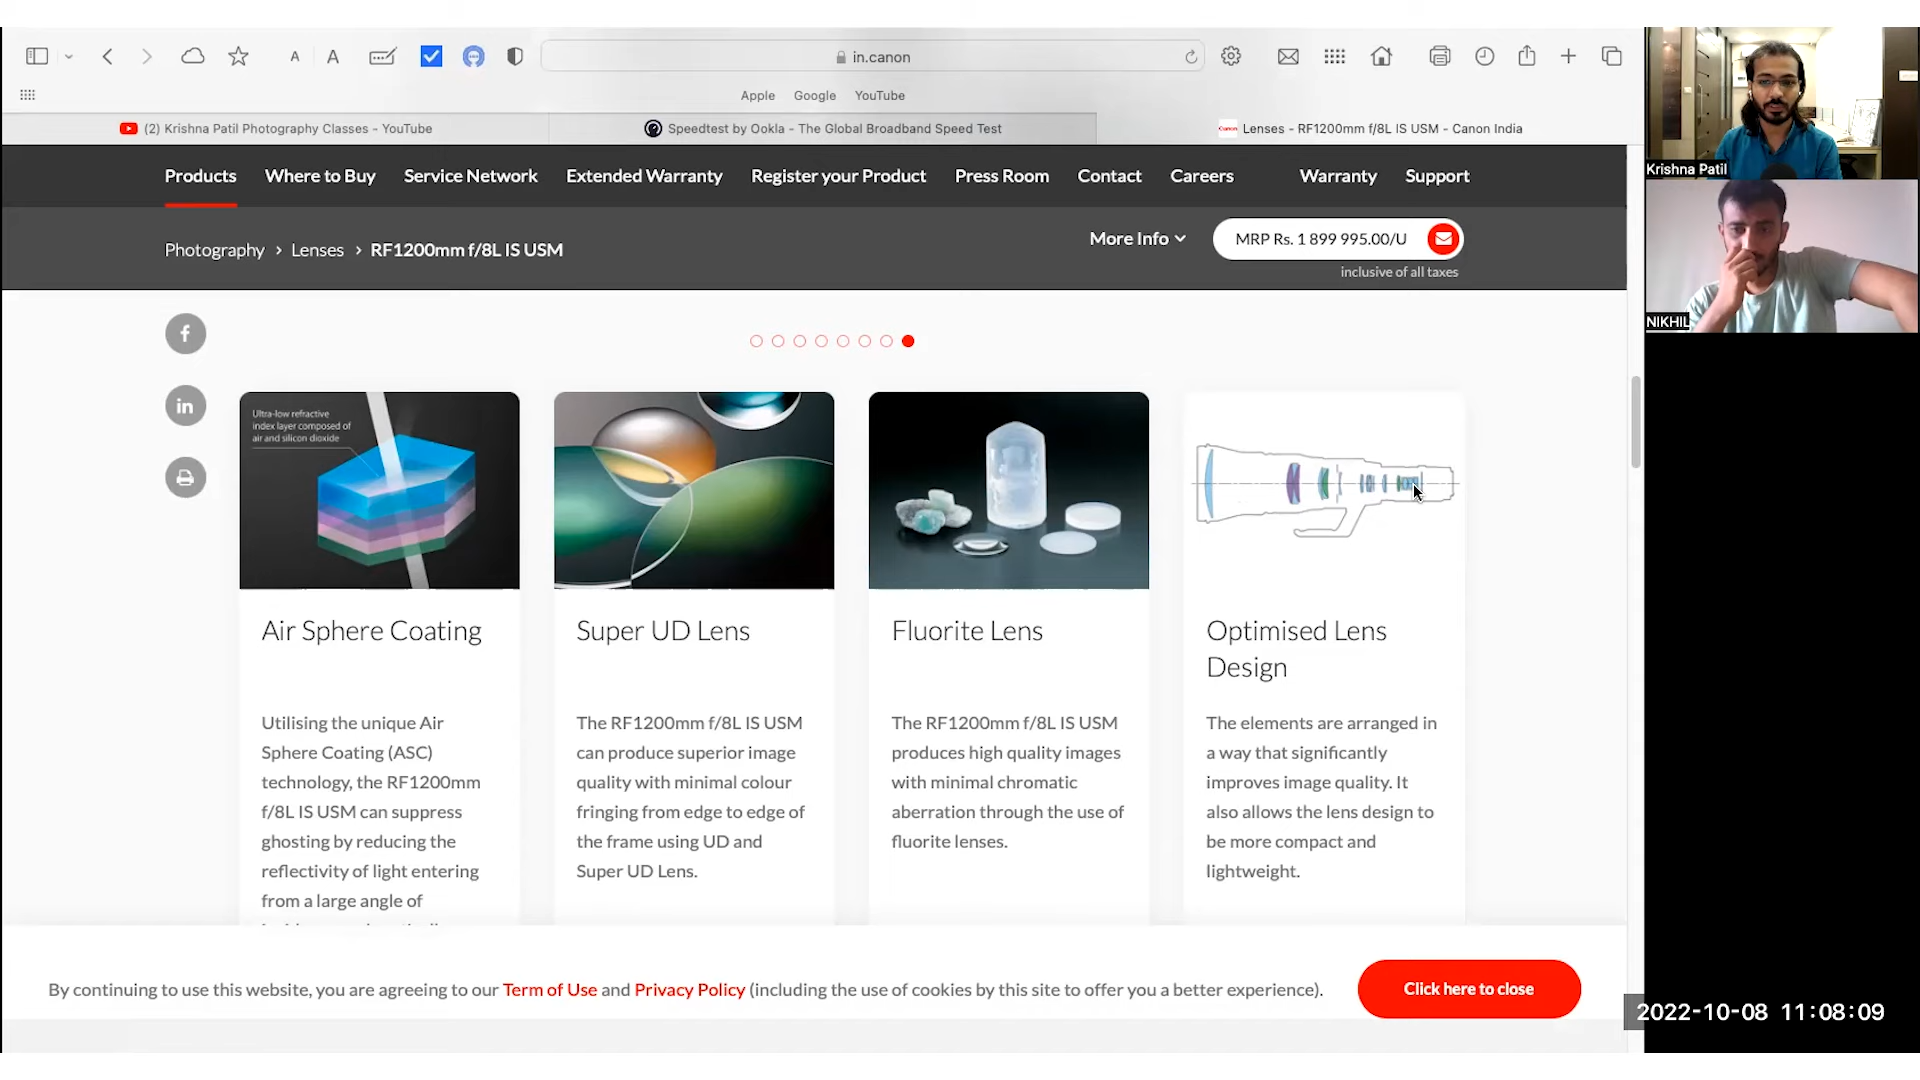 A A in.canon
Apple Google YouTube
(2) Krishna Patil Photography Classes - YouTube
Speedtest by Ookla - The Global Broadband Speed Test
Canon Lenses - RF1200mm f/8L IS USM - Canon India
Products Where to Buy Service Network Extended Warranty Register your Product Press Room Contact Careers Warranty Support
Photography > Lenses > RF1200mm f/8L IS USM
More Info
MRP Rs. 1 899 995.00/U
inclusive of all taxes
Krishna Patil
NIKHIL
f
in
Ultra-low refractive
index layer composed of
air and silicon dioxide
Air Sphere Coating
Utilising the unique Air
Sphere Coating (ASC)
technology, the RF1200mm
f/8L IS USM can suppress
ghosting by reducing the
reflectivity of light entering
from a large angle of
Super UD Lens
The RF1200mm f/8L IS USM
can produce superior image
quality with minimal colour
fringing from edge to edge of
the frame using UD and
Super UD Lens.
Fluorite Lens
The RF1200mm f/8L IS USM
produces high quality images
with minimal chromatic
aberration through the use of
fluorite lenses.
Optimised Lens
Design
The elements are arranged in
a way that significantly
improves image quality. It
also allows the lens design to
be more compact and
lightweight.
By continuing to use this website, you are agreeing to our Term of Use and Privacy Policy (including the use of cookies by this site to offer you a better experience).
Click here to close
2022-10-08 11:08:09